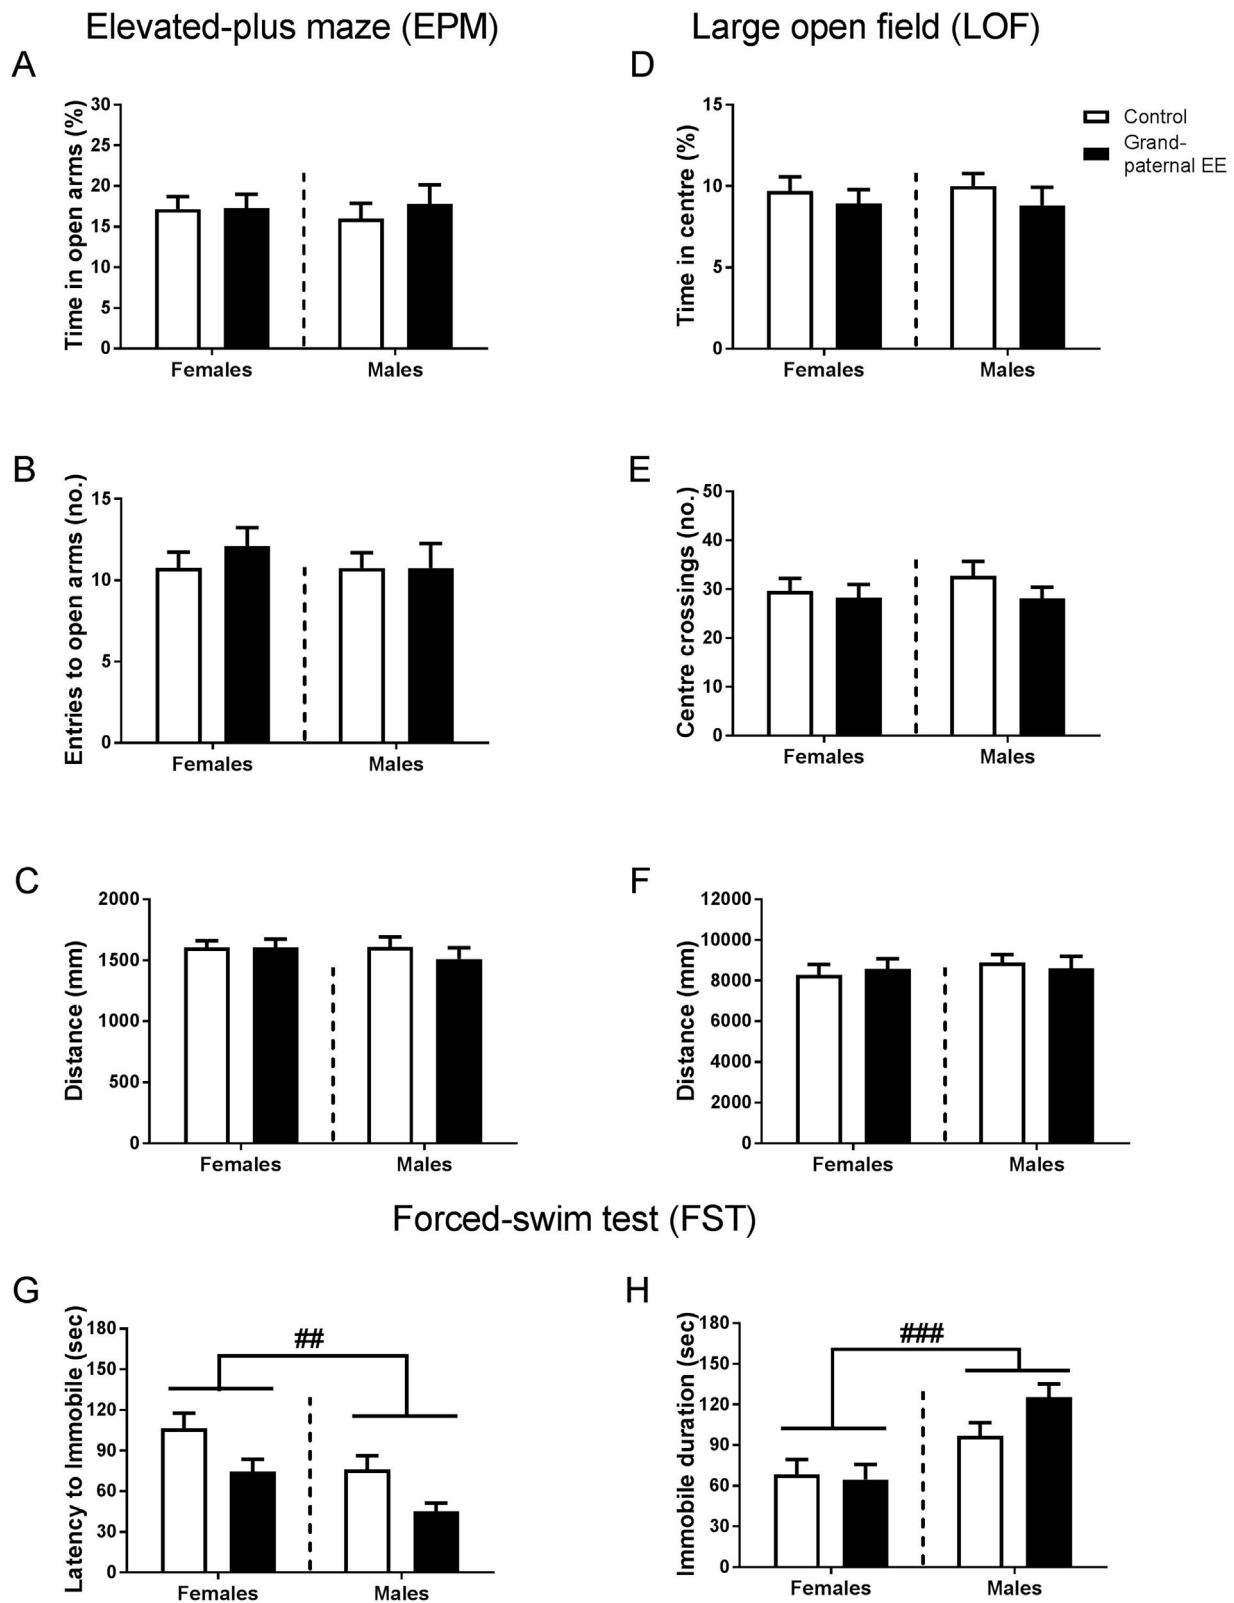 Elevated-plus maze (EPM)
Large open field (LOF)
A
Time in open arms (%)
30
25
20
15
10
5
0
Females
Males
D
Time in centre (%)
15
10
5
0
Females
Males
Control
Grand-
paternal EE
B
Entries to open arms (no.)
15
10
5
0
Females
Males
E
Centre crossings (no.)
50
40
30
20
10
0
Females
Males
C
Distance (mm)
2000
1500
1000
500
0
Females
Males
F
Distance (mm)
12000
10000
8000
6000
4000
2000
0
Females
Males
Forced-swim test (FST)
G
Latency to Immobile (sec)
180
150
120
90
60
30
0
##
Females
Males
H
Immobile duration (sec)
180
150
120
90
60
30
0
###
Females
Males